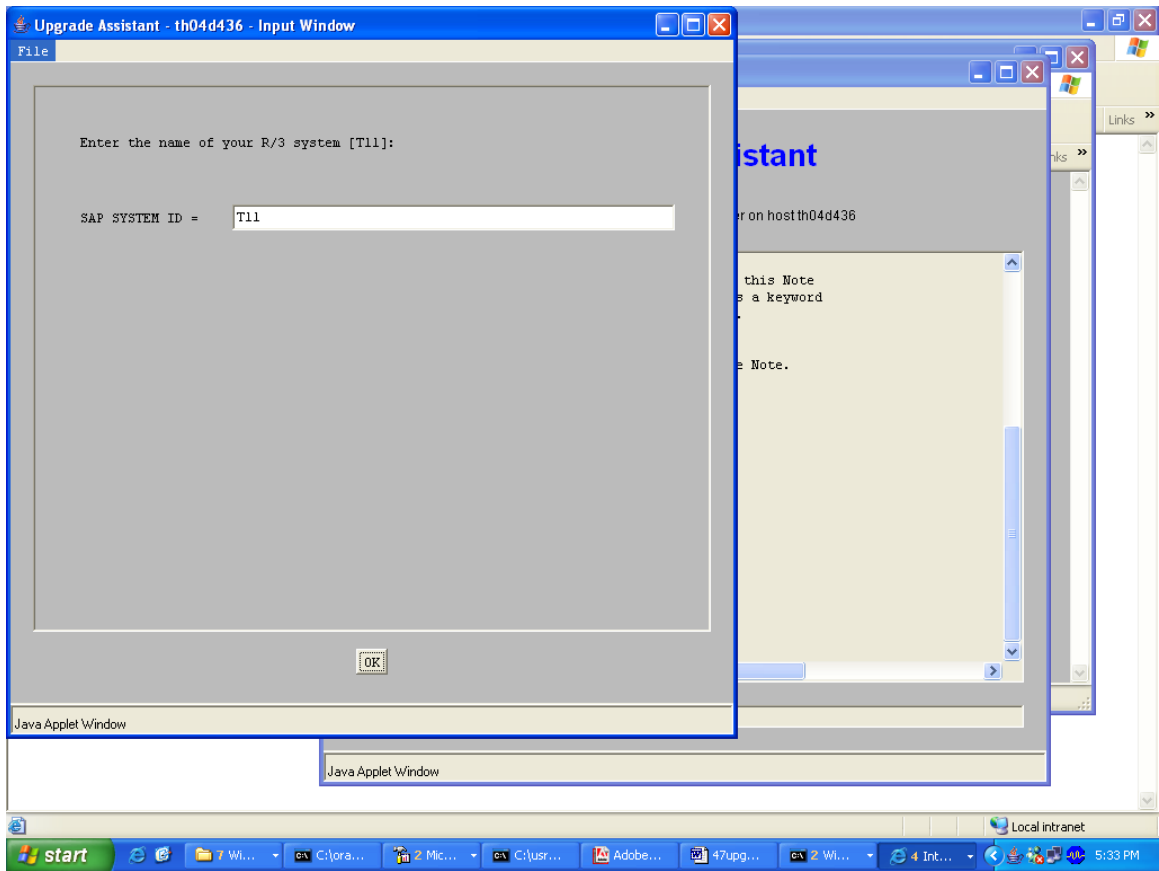 Upgrade Assistant - th04d436 - Input Window
File
Enter the name of your R/3 system [T11]:
SAP SYSTEM ID =
T11
OK
Java Applet Window
Links »
nks »
istant
er on host th04d436
this Note
s a keyword
.
e Note.
Java Applet Window
Local intranet
start
7 Wi...
C:\ora...
2 Mic...
C:\usr...
Adobe...
47upg...
2 Wi...
4 Int...
5:33 PM